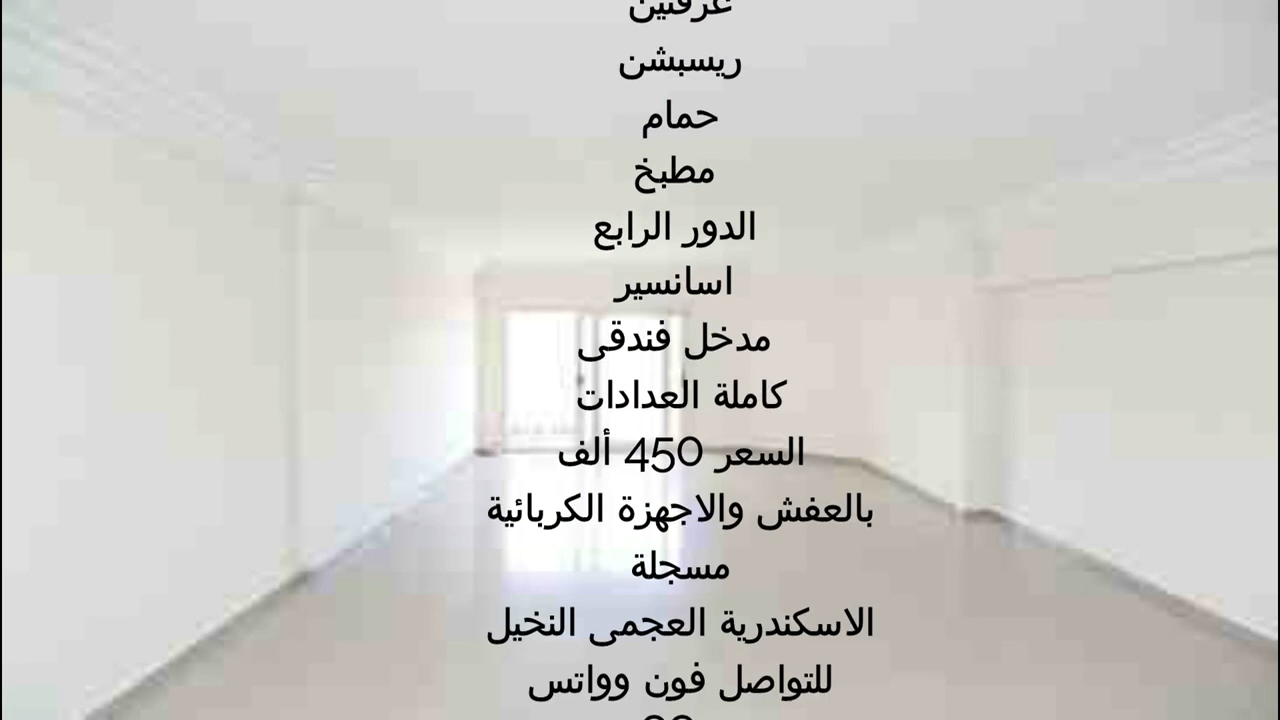 غرفتين
ريسبشن
حمام
مطبخ
الدور الرابع
اسانسير
مدخل فندقى
كاملة العدادات
السعر 450 ألف
بالعفش والاجهزة الكربائية
مسجلة
الاسكندرية العجمى النخيل
للتواصل فون وواتس